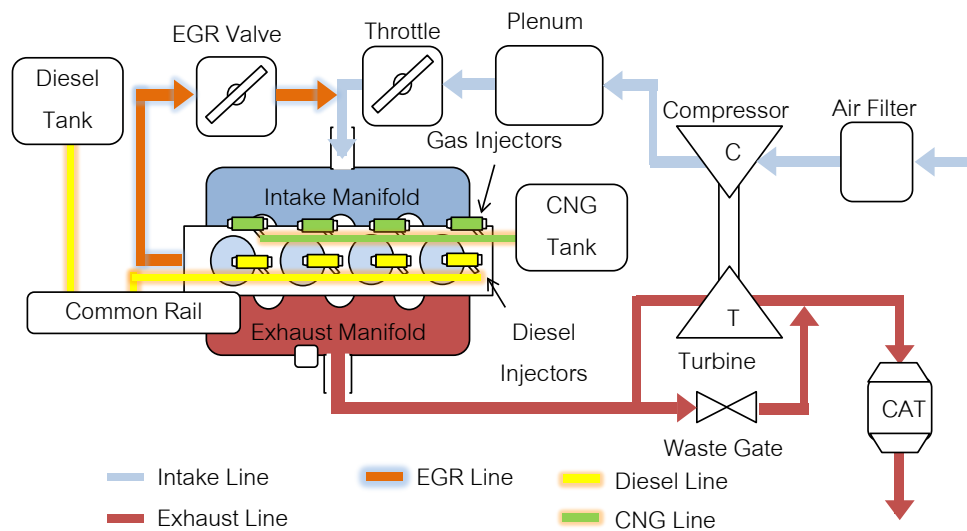 EGR Valve
Throttle
Plenum
Diesel
Tank
Compressor
Air Filter
Gas Injectors
C
Intake Manifold
CNG
Tank
Common Rail
Exhaust Manifold
Diesel
Injectors
T
Turbine
CAT
Waste Gate
Intake Line
EGR Line
Diesel Line
Exhaust Line
CNG Line